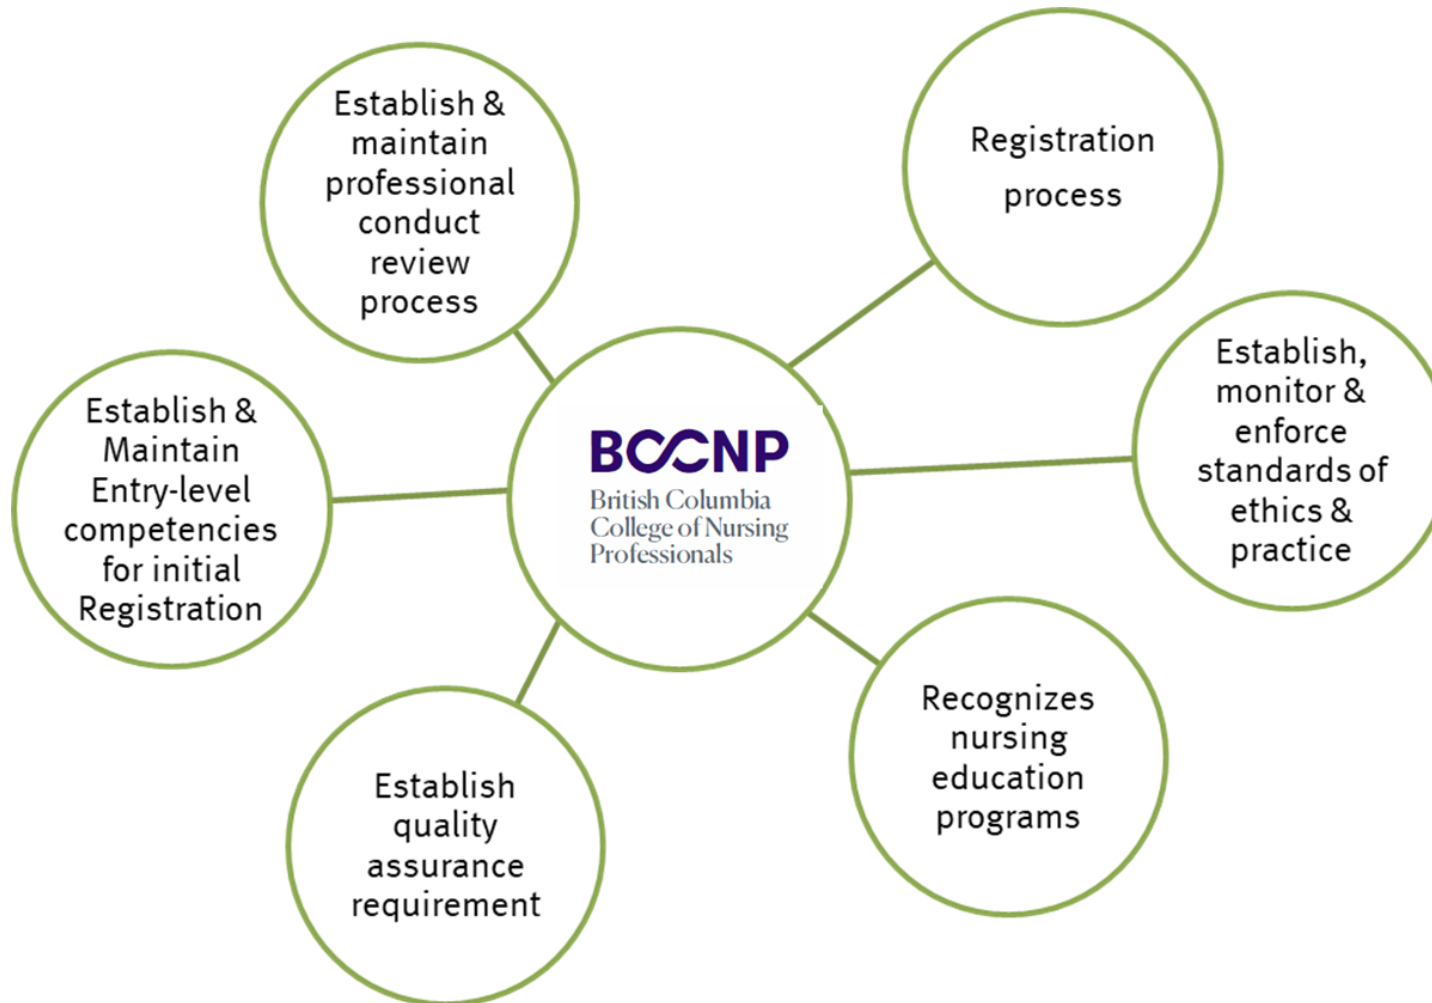 Establish &
maintain
professional
conduct
review
process
Registration
process
Establish,
monitor &
enforce
standards of
ethics &
practice
Establish &
Maintain
Entry-level
competencies
for initial
Registration
BCCNP
British Columbia
College of Nursing
Professionals
Recognizes
nursing
education
programs
Establish
quality
assurance
requirement